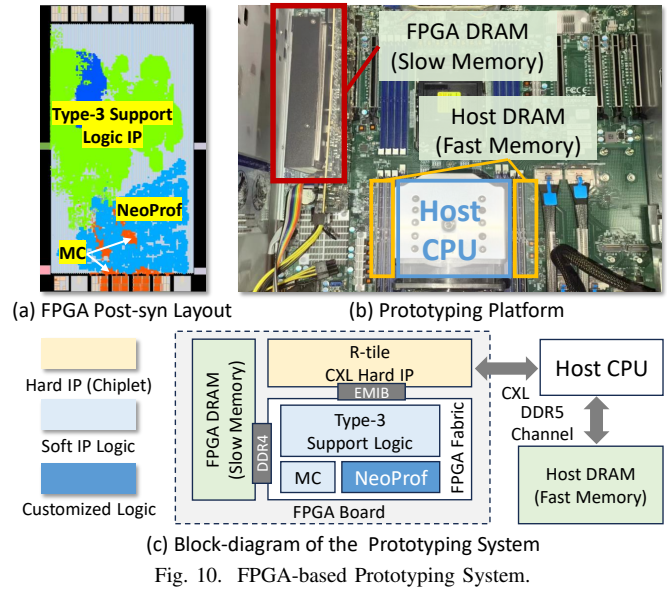 Type-3 Support
Logic IP
NeoProf
MC
FPGA DRAM
(Slow Memory)
Host DRAM
(Fast Memory)
Host
CPU
(a) FPGA Post-syn Layout
(b) Prototyping Platform
Hard IP (Chiplet)
Soft IP Logic
Customized Logic
FPGA DRAM
(Slow Memory)
DDR4
R-tile
CXL Hard IP
EMIB
Type-3
Support Logic
MC
NeoProf
FPGA Fabric
FPGA Board
CXL
Host CPU
DDR5
Channel
Host DRAM
(Fast Memory)
(c) Block-diagram of the Prototyping System
Fig. 10. FPGA-based Prototyping System.